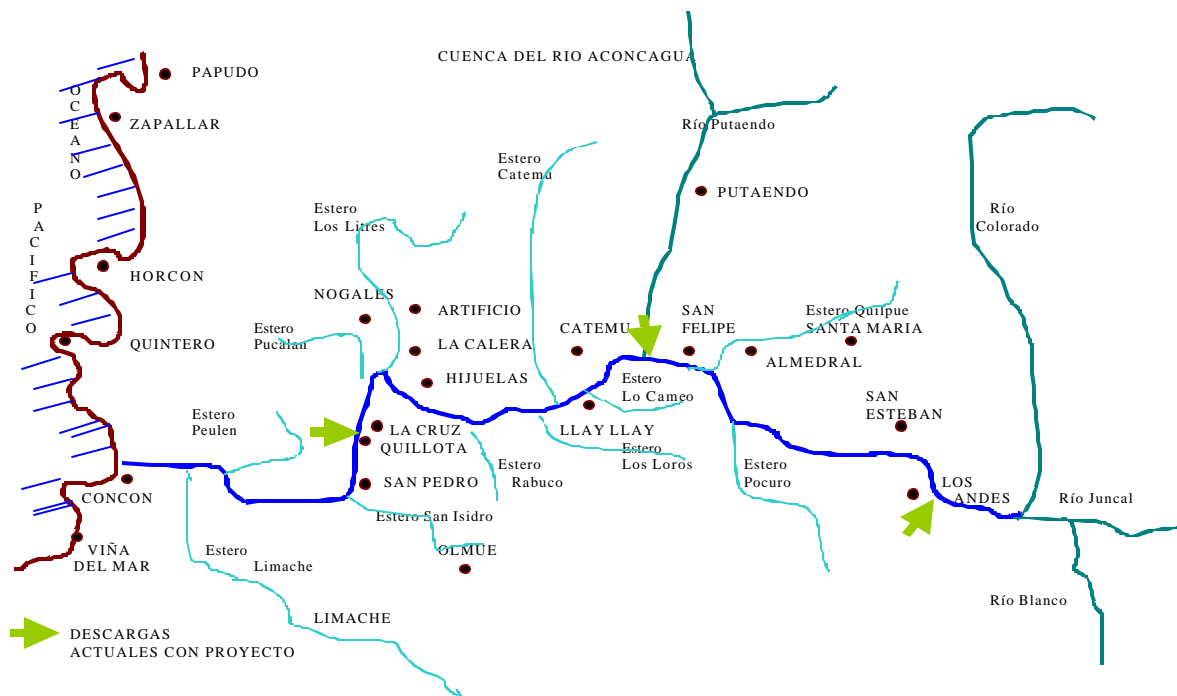 CUENCA DEL RIO ACONCAGUA
PAPUDO
OCEANO
ZAPALLAR
Río Putaendo
Estero
Catemu
PUTAENDO
PACIFICO
Estero
Los Litres
Río
Colorado
HORCON
NOGALES
ARTIFICIO
SAN
FELIPE
Estero Quilpue
SANTA MARIA
Estero
Pucalan
CATEMU
QUINTERO
LA CALERA
ALMEDRAL
HIJUELAS
Estero
Lo Cameo
SAN
ESTEBAN
Estero
Peulen
LA CRUZ
QUILLOTA
LLAY LLAY
Estero
Los Loros
Estero
Rabuco
Estero
Pocuro
CONCON
SAN PEDRO
LOS
ANDES
Río Juncal
Estero San Isidro
VIÑA
DEL MAR
Estero
Limache
OLMUE
Río Blanco
LIMACHE
DESCARGAS
ACTUALES CON PROYECTO